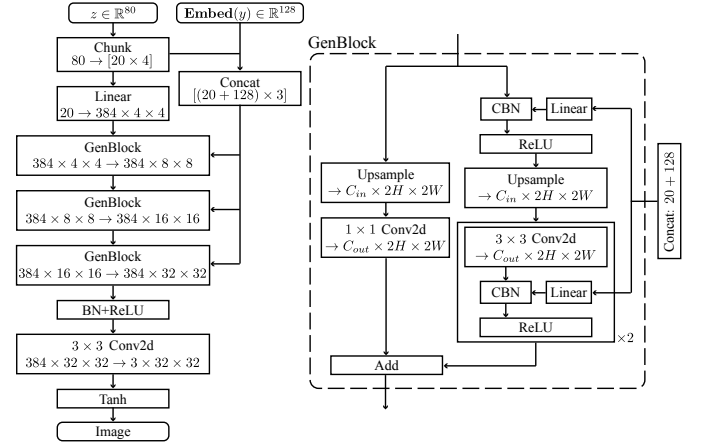 z ∈ ℝ^80
Embed(y) ∈ ℝ^128
Chunk
80 → [20 × 4]
Concat
[(20 + 128) × 3]
Linear
20 → 384 × 4 × 4
GenBlock
384 × 4 × 4 → 384 × 8 × 8
GenBlock
384 × 8 × 8 → 384 × 16 × 16
GenBlock
384 × 16 × 16 → 384 × 32 × 32
BN+ReLU
3 × 3 Conv2d
384 × 32 × 32 → 3 × 32 × 32
Tanh
Image
GenBlock
CBN
Linear
ReLU
Upsample
→ C_in × 2H × 2W
Upsample
→ C_in × 2H × 2W
1 × 1 Conv2d
→ C_out × 2H × 2W
3 × 3 Conv2d
→ C_out × 2H × 2W
CBN
Linear
ReLU
×2
Add
Concat: 20 + 128